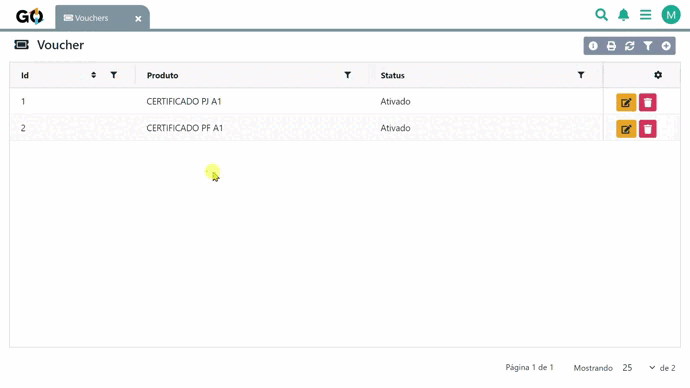 GO Vouchers ×
M
Voucher
Id Produto Status
1 CERTIFICADO PJ A1 Ativado
2 CERTIFICADO PF A1 Ativado
Página 1 de 1 Mostrando 25 de 2